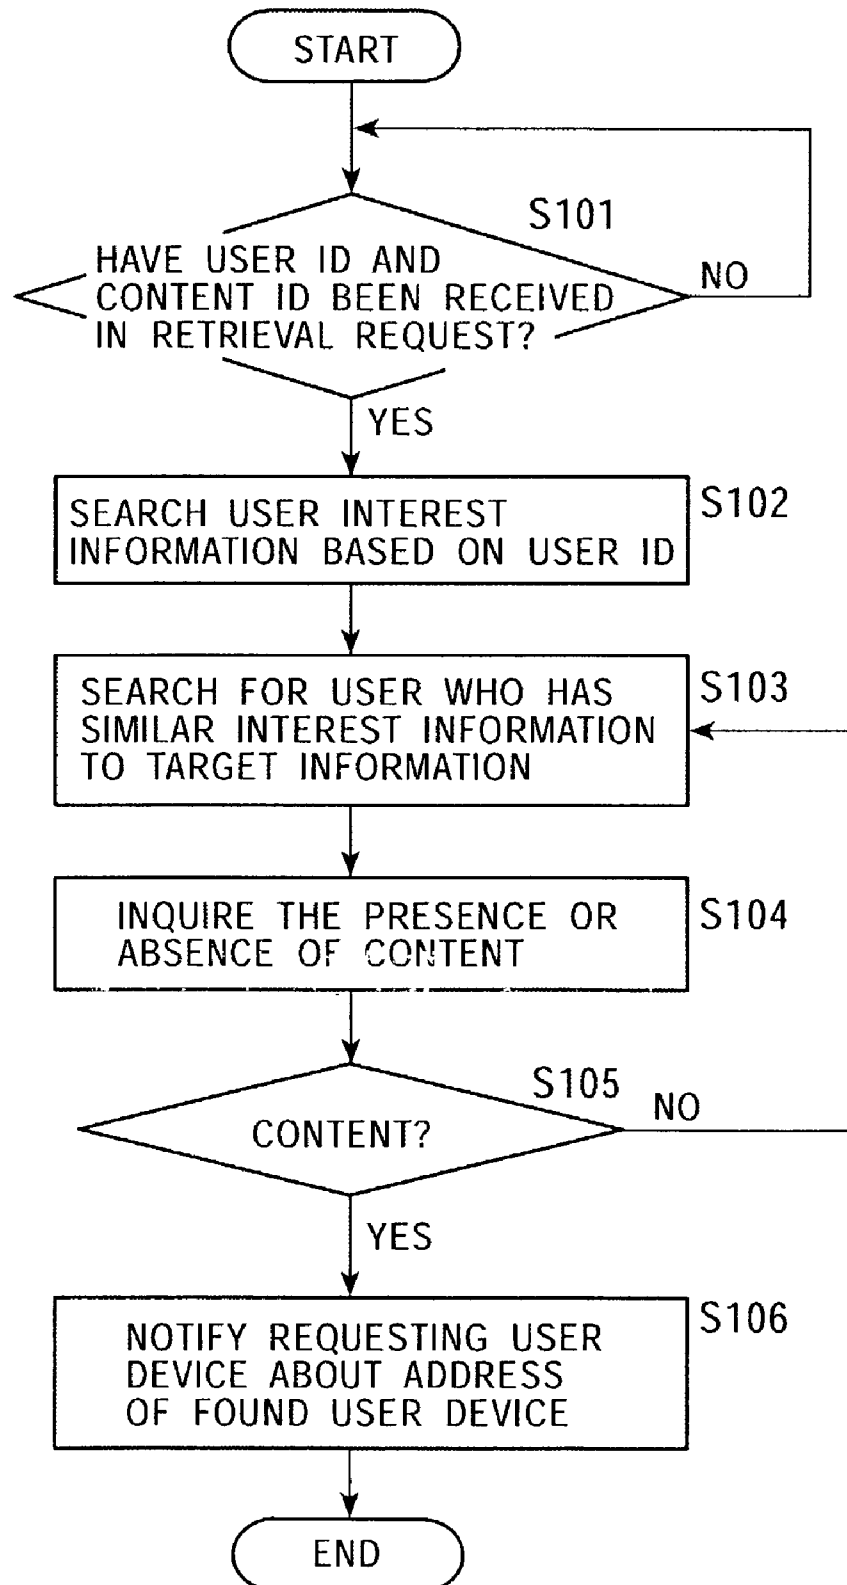 START
S101
HAVE USER ID AND
CONTENT ID BEEN RECEIVED
IN RETRIEVAL REQUEST?
NO
YES
S102
SEARCH USER INTEREST
INFORMATION BASED ON USER ID
S103
SEARCH FOR USER WHO HAS
SIMILAR INTEREST INFORMATION
TO TARGET INFORMATION
S104
INQUIRE THE PRESENCE OR
ABSENCE OF CONTENT
S105
CONTENT?
NO
YES
S106
NOTIFY REQUESTING USER
DEVICE ABOUT ADDRESS
OF FOUND USER DEVICE
END